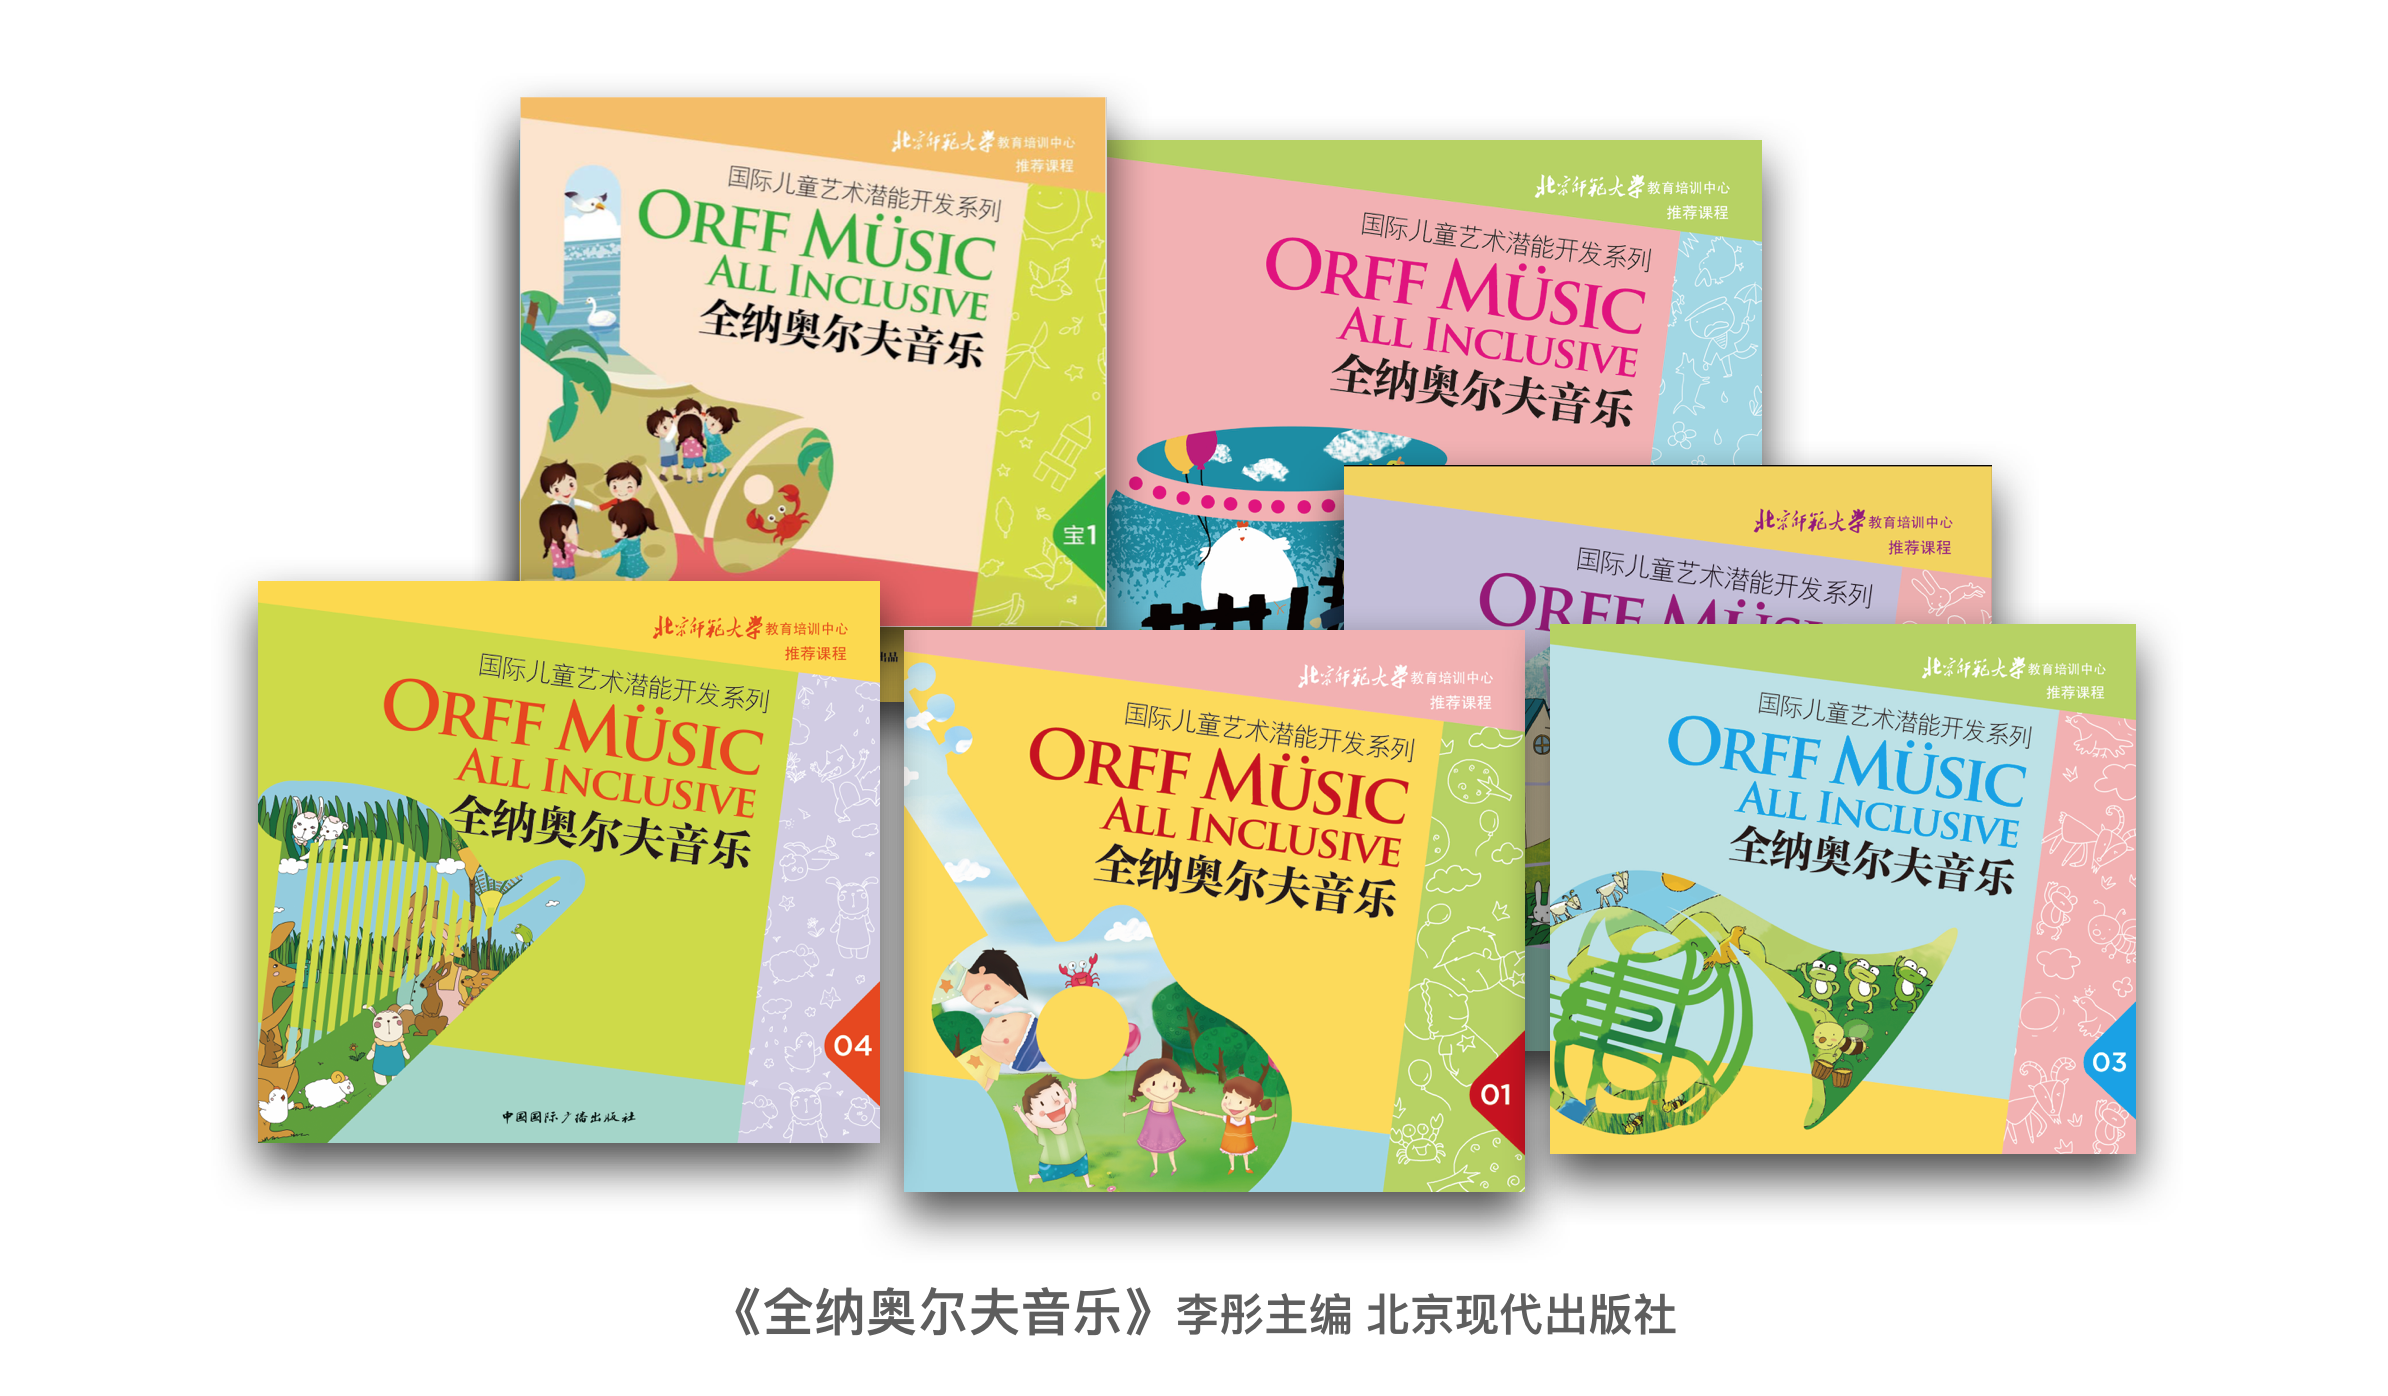 北京师范大学教育培训中心
推荐课程
国际儿童艺术潜能开发系列
ORFF MÜSIC
ALL INCLUSIVE
全纳奥尔夫音乐
宝1
北京师范大学教育培训中心
推荐课程
国际儿童艺术潜能开发系列
ORFF MÜSIC
ALL INCLUSIVE
全纳奥尔夫音乐
北京师范大学教育培训中心
推荐课程
国际儿童艺术潜能开发系列
ORFF MÜSIC
北京师范大学教育培训中心
推荐课程
国际儿童艺术潜能开发系列
ORFF MÜSIC
ALL INCLUSIVE
全纳奥尔夫音乐
04
中国国际广播出版社
出品
北京师范大学教育培训中心
推荐课程
国际儿童艺术潜能开发系列
ORFF MÜSIC
ALL INCLUSIVE
全纳奥尔夫音乐
01
北京师范大学教育培训中心
推荐课程
国际儿童艺术潜能开发系列
ORFF MÜSIC
ALL INCLUSIVE
全纳奥尔夫音乐
03
《全纳奥尔夫音乐》李彤主编 北京现代出版社